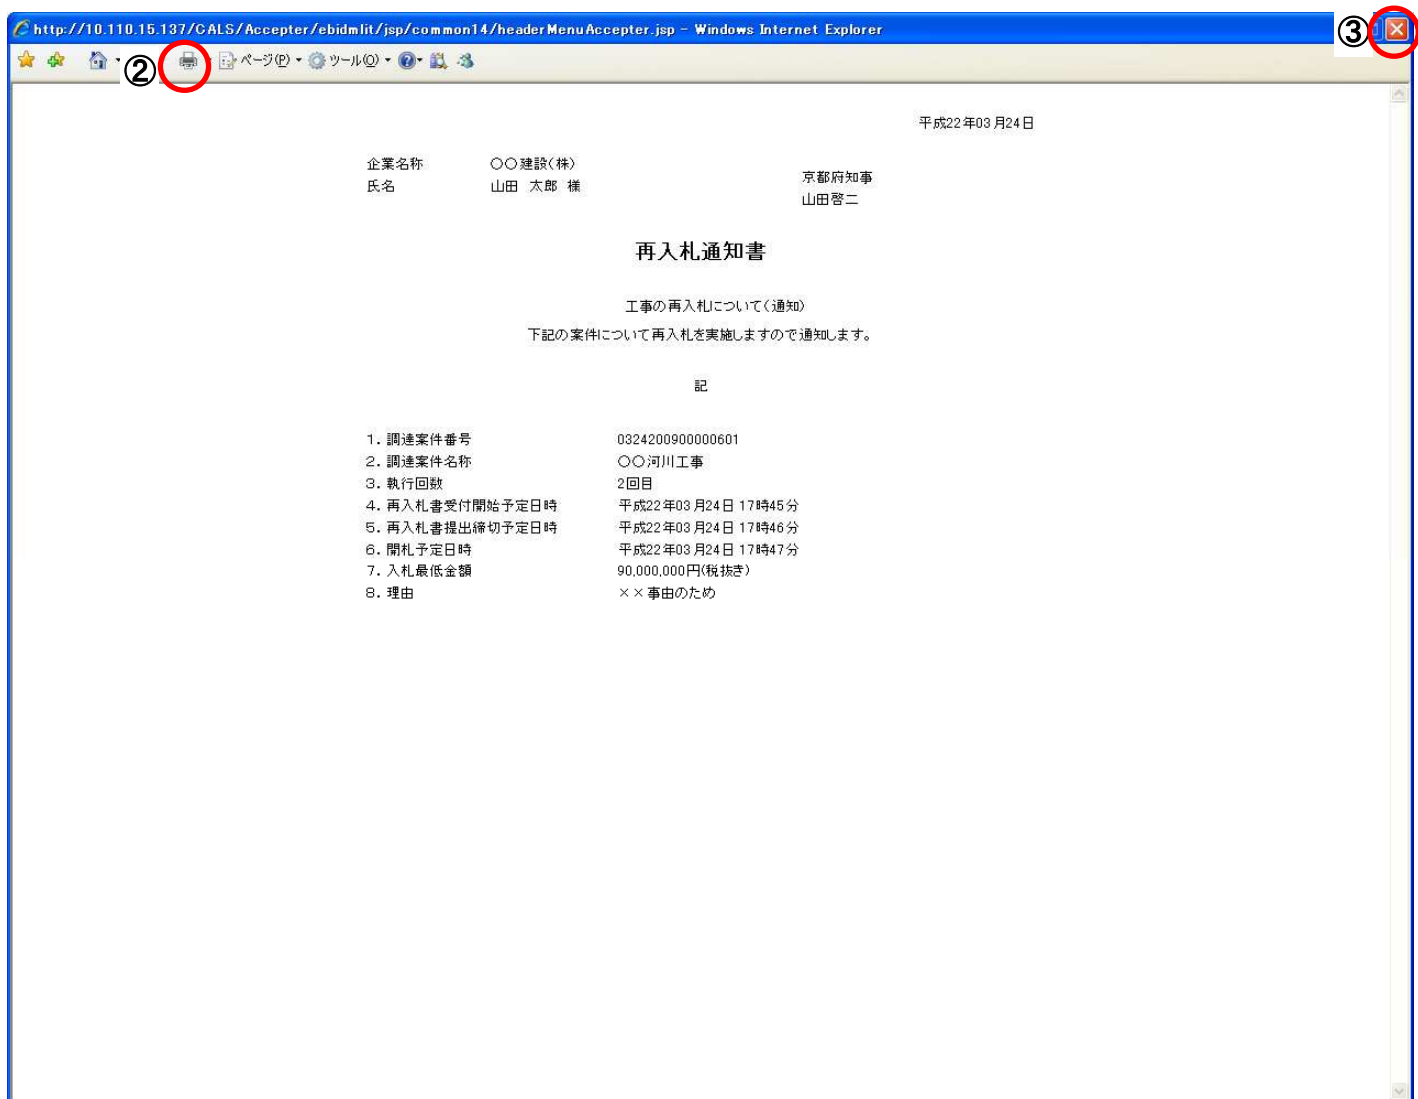 http://10.110.15.137/CALS/Accepter/ebidmlit/jsp/common14/headerMenuAccepter.jsp - Windows Internet Explorer
③
② ページ(P) ツール(O)
平成22年03月24日
企業名称 〇〇建設(株)
氏名 山田 太郎 様
京都府知事
山田啓二
再入札通知書
工事の再入札について(通知)
下記の案件について再入札を実施しますので通知します。
記
1. 調達案件番号 0324200900000601
2. 調達案件名称 〇〇河川工事
3. 執行回数 2回目
4. 再入札書受付開始予定日時 平成22年03月24日 17時45分
5. 再入札書提出締切予定日時 平成22年03月24日 17時46分
6. 開札予定日時 平成22年03月24日 17時47分
7. 入札最低金額 90,000,000円(税抜き)
8. 理由 ××事由のため